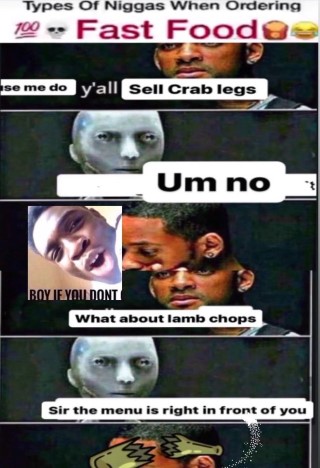 Types Of Niggas When Ordering
💯 💀 Fast Food🍟😂
use me do y'all Sell Crab legs
Um no
BOY IF YOU DONT
What about lamb chops
Sir the menu is right in front of you